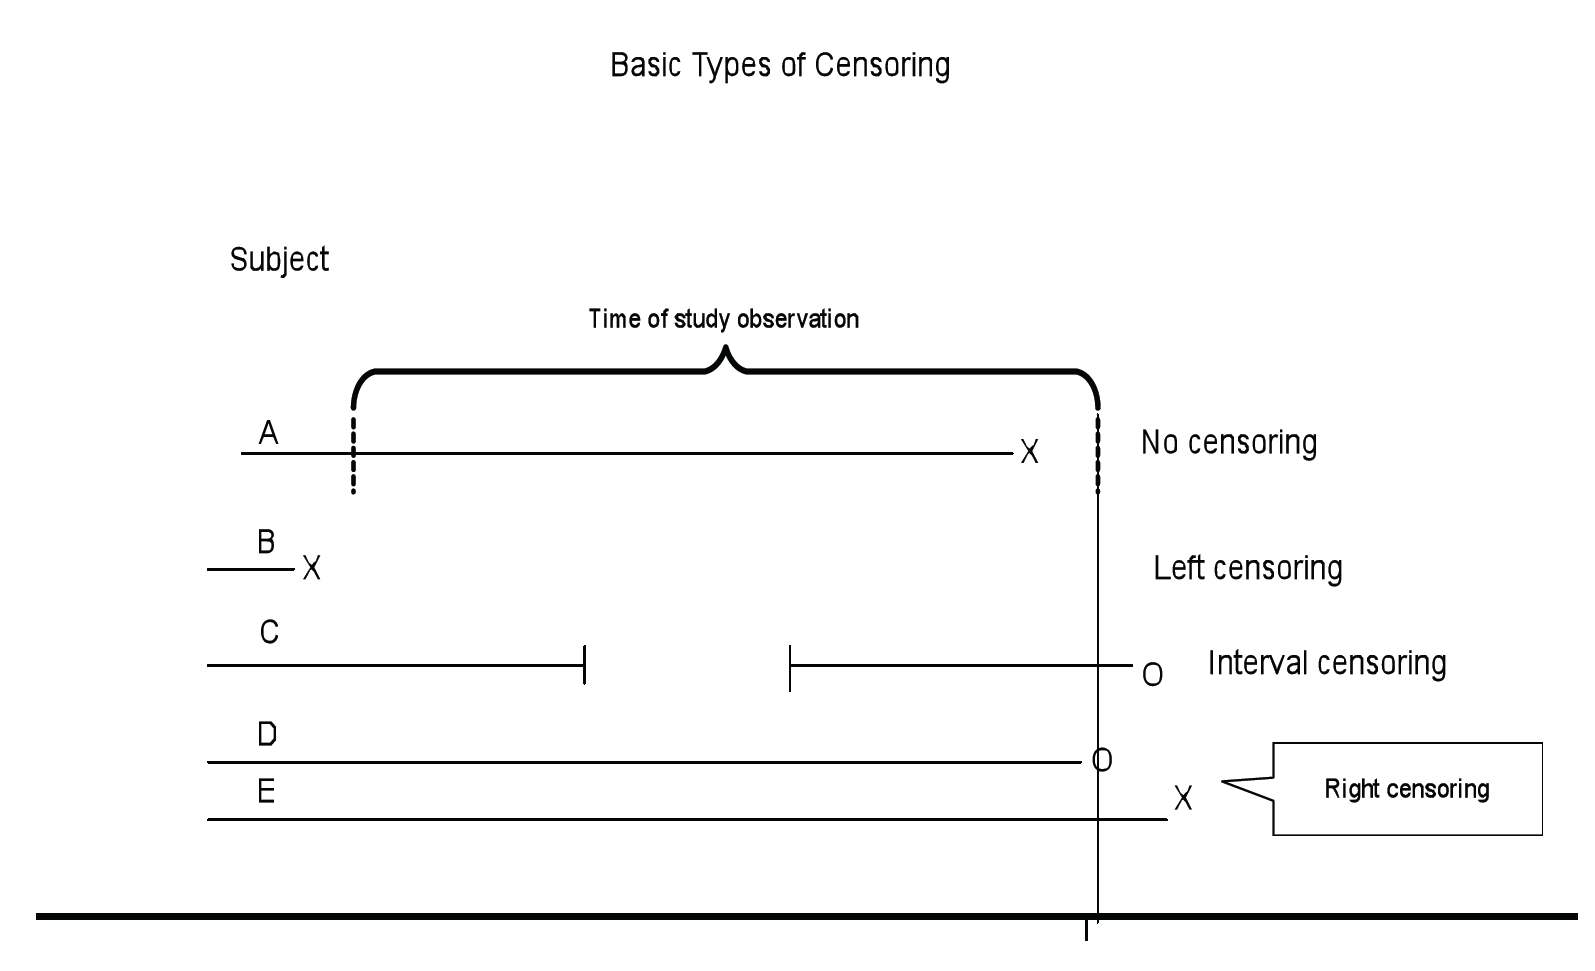 Basic Types of Censoring
Subject
Time of study observation
A
X
No censoring
B
X
Left censoring
C
O
Interval censoring
D
O
E
X
Right censoring